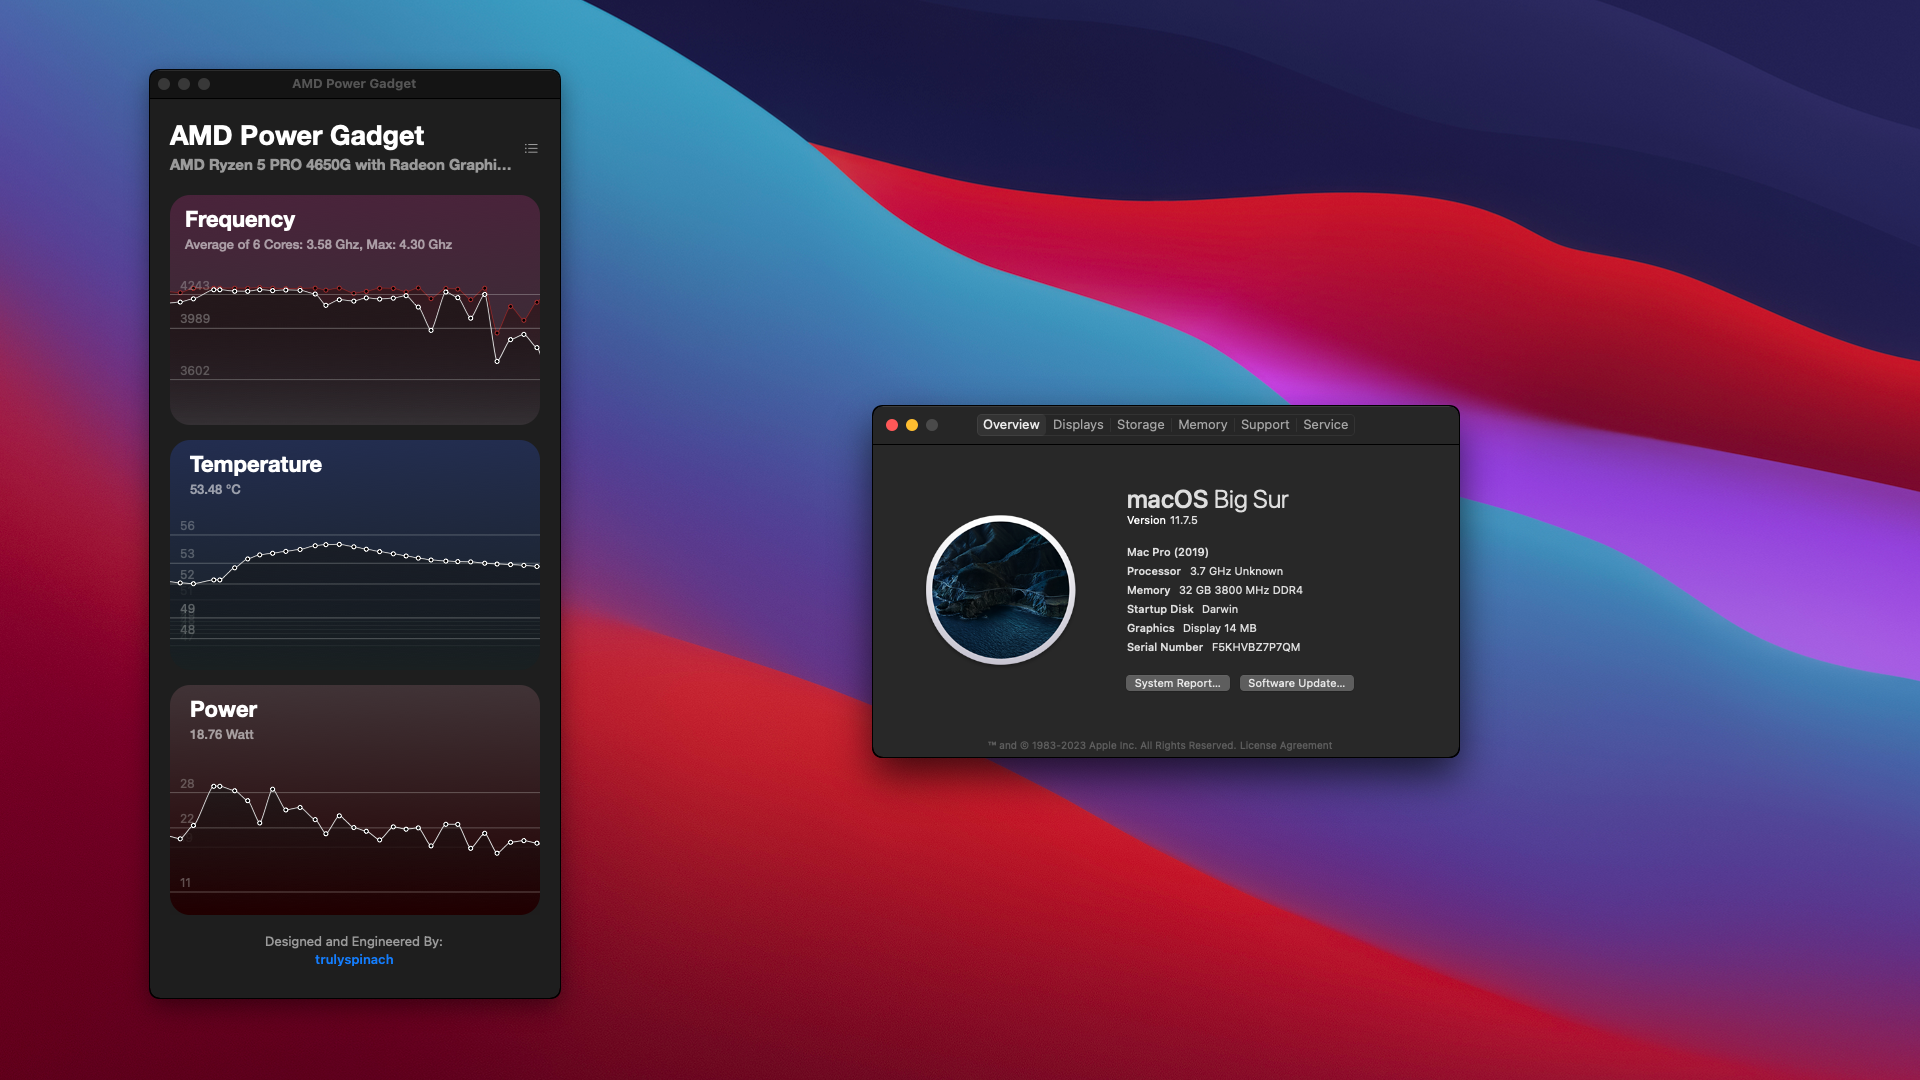 AMD Power Gadget
AMD Power Gadget
AMD Ryzen 5 PRO 4650G with Radeon Graphi...
Frequency
Average of 6 Cores: 3.58 Ghz, Max: 4.30 Ghz
4243
3989
3602
Temperature
53.48 °C
56
53
52
49
48
Power
18.76 Watt
28
22
11
Designed and Engineered By:
trulyspinach
Overview Displays Storage Memory Support Service
macOS Big Sur
Version 11.7.5
Mac Pro (2019)
Processor 3.7 GHz Unknown
Memory 32 GB 3800 MHz DDR4
Startup Disk Darwin
Graphics Display 14 MB
Serial Number F5KHVBZ7P7QM
System Report... Software Update...
™ and © 1983-2023 Apple Inc. All Rights Reserved. License Agreement